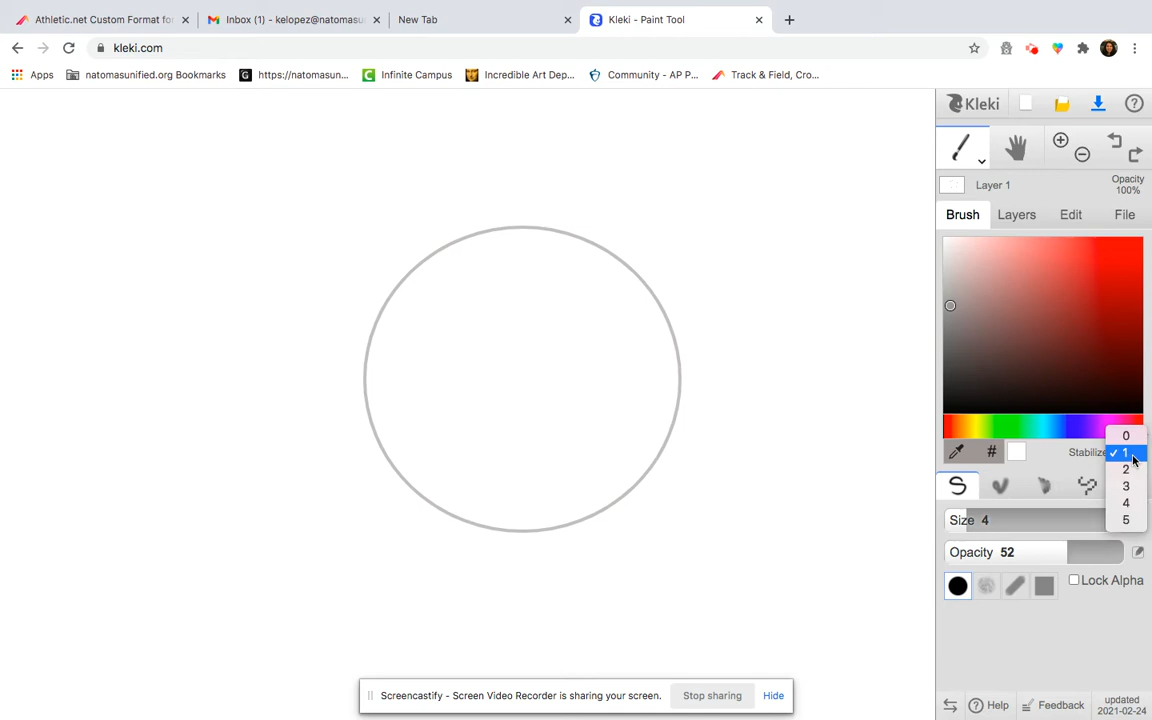 Athletic.net Custom Format fo
Inbox (1) - kelopez@natomasu
New Tab
Kleki - Paint Tool
kleki.com
Apps
natomasunified.org Bookmarks
https://natomasun...
Infinite Campus
Incredible Art Dep...
Community - AP P...
Track & Field, Cro...
Kleki
Layer 1
Opacity
100%
Brush
Layers
Edit
File
0
Stabilize
✓ 1
2
3
4
5
#
Size 4
Opacity 52
Lock Alpha
Screencastify - Screen Video Recorder is sharing your screen.
Stop sharing
Hide
Help
Feedback
updated
2021-02-24